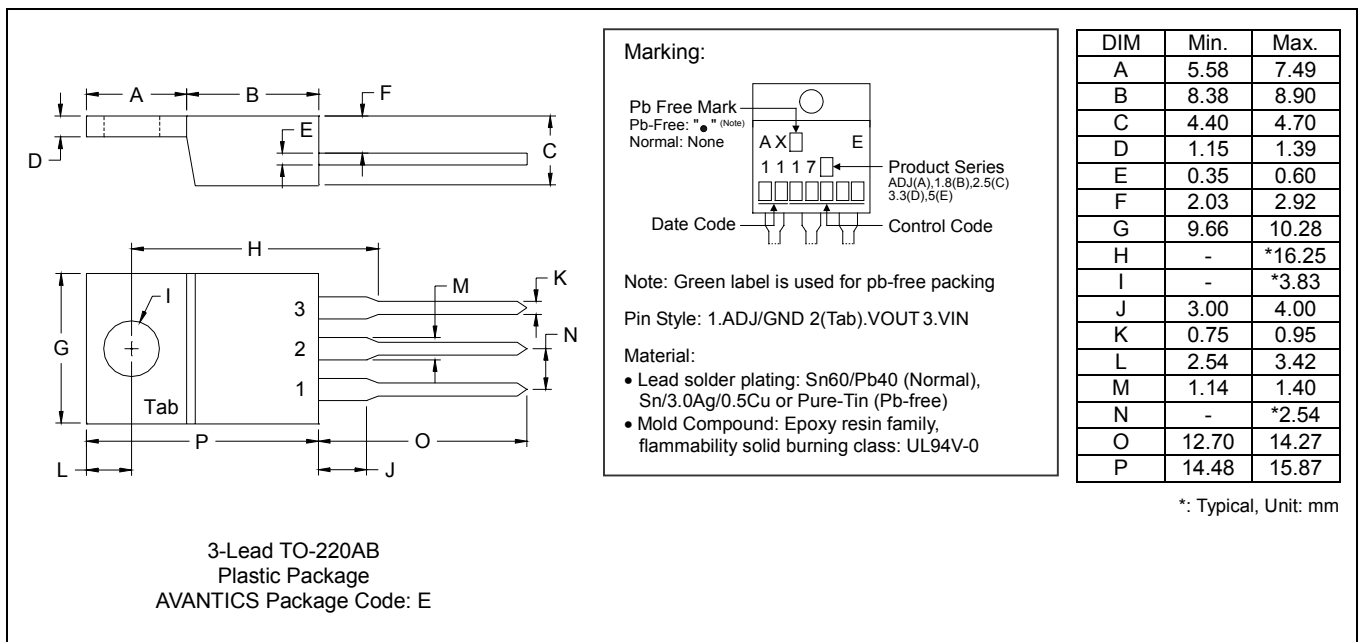 A
B
F
E
D
C
H
I
M
K
3
2
1
G
N
Tab
P
O
L
J
3-Lead TO-220AB
Plastic Package
AVANTICS Package Code: E
Marking:
Pb Free Mark
Pb-Free: "●" (Note)
Normal: None
A X E
1 1 1 7
Product Series
ADJ(A),1.8(B),2.5(C)
3.3(D),5(E)
Date Code
Control Code
Note: Green label is used for pb-free packing
Pin Style: 1.ADJ/GND 2(Tab).VOUT 3.VIN
Material:
• Lead solder plating: Sn60/Pb40 (Normal),
Sn/3.0Ag/0.5Cu or Pure-Tin (Pb-free)
• Mold Compound: Epoxy resin family,
flammability solid burning class: UL94V-0
DIM Min. Max.
A 5.58 7.49
B 8.38 8.90
C 4.40 4.70
D 1.15 1.39
E 0.35 0.60
F 2.03 2.92
G 9.66 10.28
H - *16.25
I - *3.83
J 3.00 4.00
K 0.75 0.95
L 2.54 3.42
M 1.14 1.40
N - *2.54
O 12.70 14.27
P 14.48 15.87
*: Typical, Unit: mm